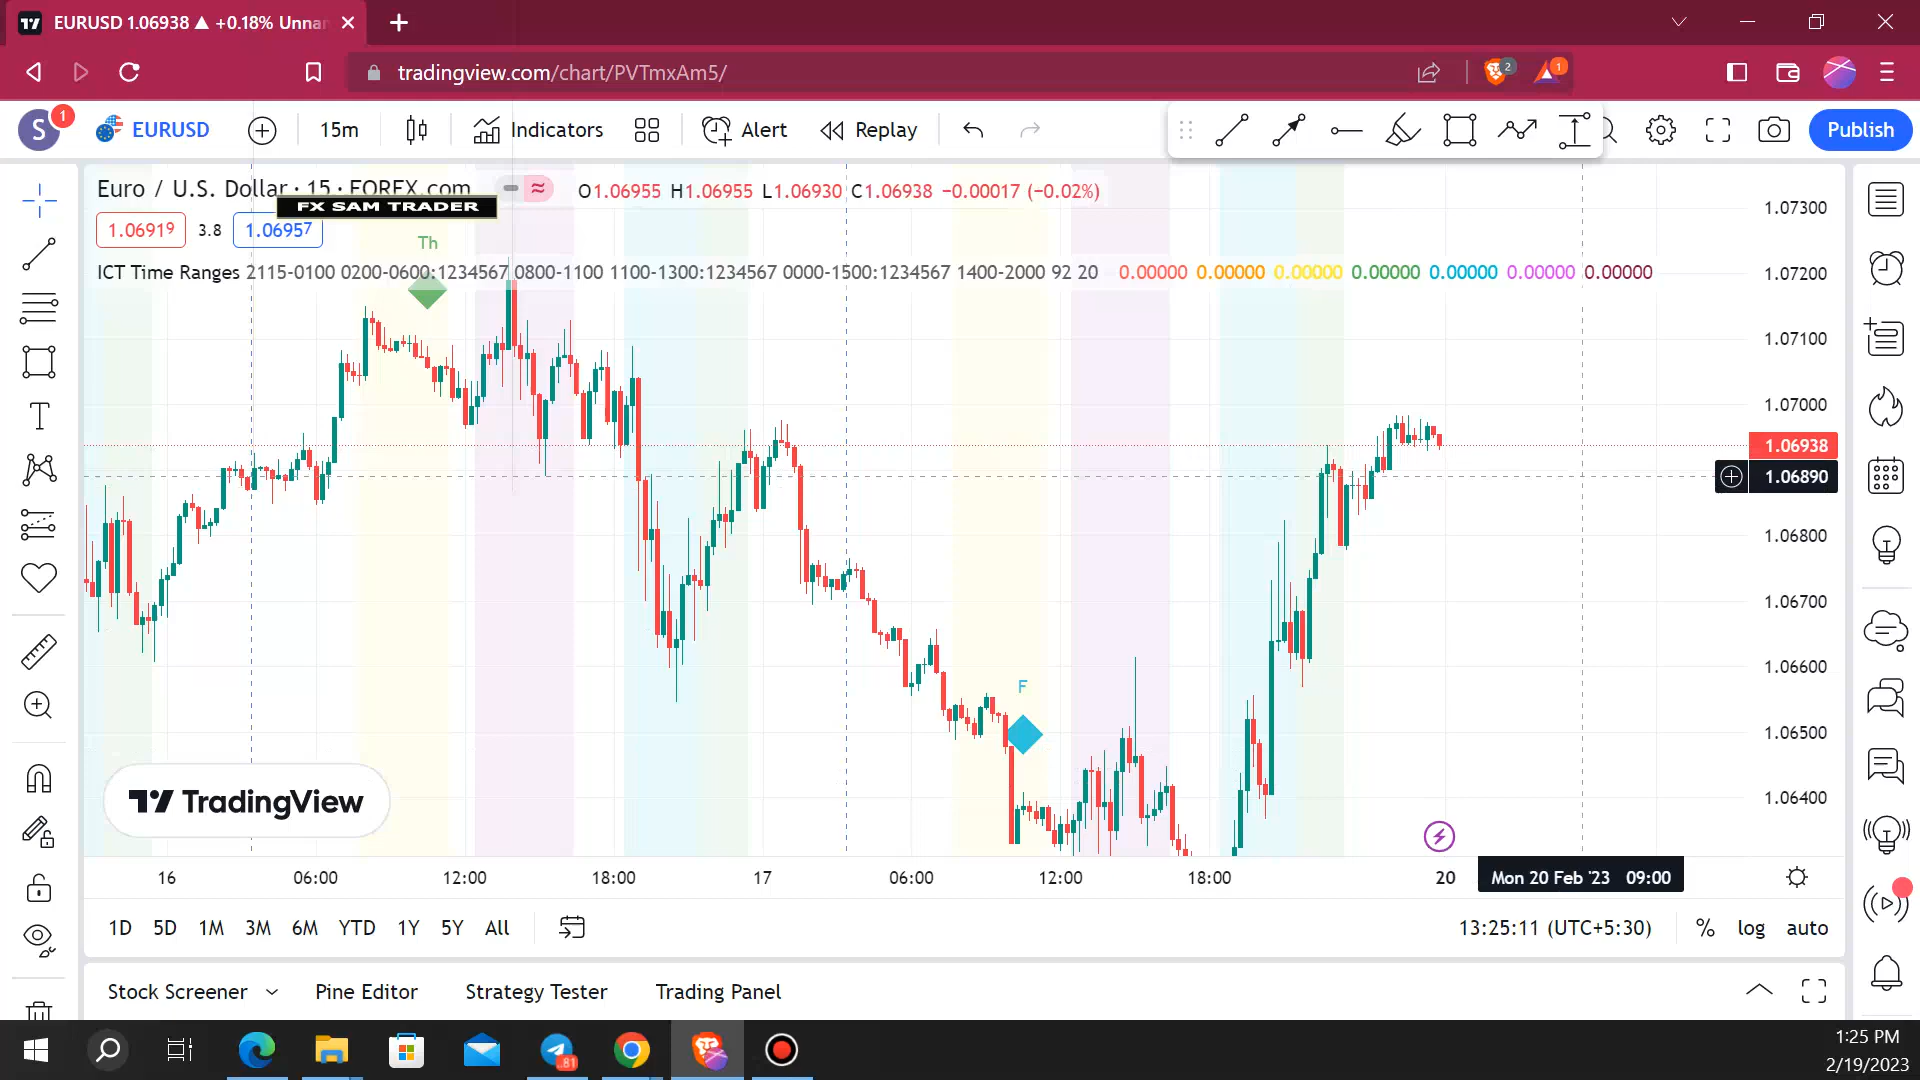 EURUSD 1.06938 ▲ +0.18% Unnan
tradingview.com/chart/PVTmxAm5/
2
1
S
1
EURUSD
15m
Indicators
Alert
Replay
Publish
Euro / U.S. Dollar · 15 · FOREX.com
O1.06955 H1.06955 L1.06930 C1.06938 −0.00017 (−0.02%)
FX SAM TRADER
1.06919
3.8
1.06957
Th
ICT Time Ranges 2115-0100 0200-0600:1234567 0800-1100 1100-1300:1234567 0000-1500:1234567 1400-2000 92 20 0.00000 0.00000 0.00000 0.00000 0.00000 0.00000 0.00000
1.07300
1.07200
1.07100
1.07000
1.06938
1.06890
1.06800
1.06700
1.06600
1.06500
1.06400
F
TradingView
16 06:00 12:00 18:00 17 06:00 12:00 18:00 20 Mon 20 Feb '23 09:00
1D 5D 1M 3M 6M YTD 1Y 5Y All
13:25:11 (UTC+5:30) % log auto
Stock Screener Pine Editor Strategy Tester Trading Panel
81
1:25 PM
2/19/2023